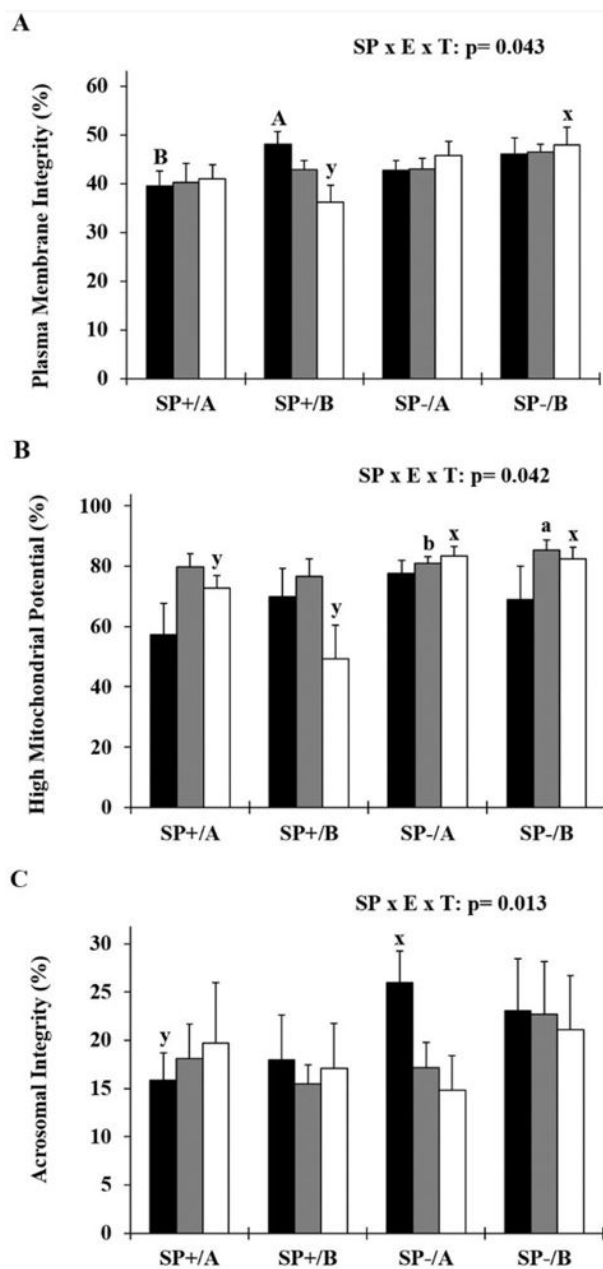 A
SP x E x T: p= 0.043
Plasma Membrane Integrity (%)
60
50
40
30
20
10
0
B
A
y
x
SP+/A SP+/B SP-/A SP-/B
B
SP x E x T: p= 0.042
High Mitochondrial Potential (%)
100
80
60
40
20
0
y
y
b
x
a
x
SP+/A SP+/B SP-/A SP-/B
C
SP x E x T: p= 0.013
Acrosomal Integrity (%)
30
25
20
15
10
5
0
y
x
SP+/A SP+/B SP-/A SP-/B